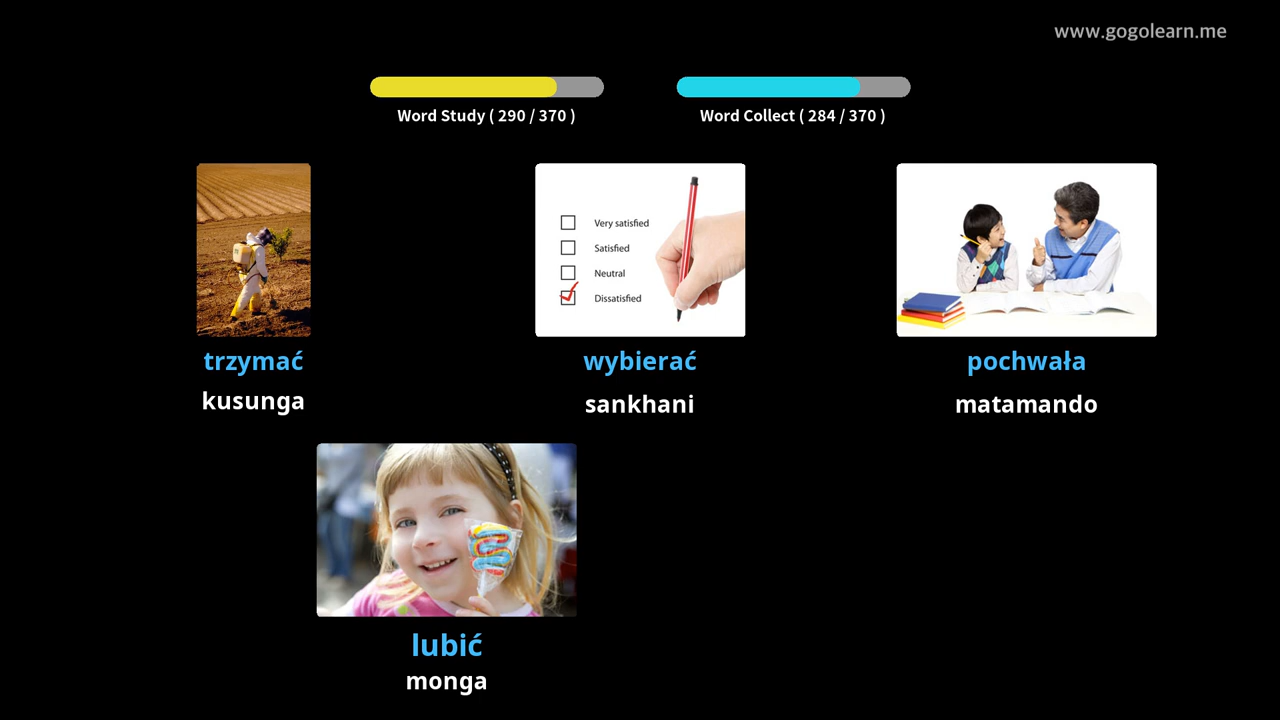 www.gogolearn.me
Word Study ( 290 / 370 )
Word Collect ( 284 / 370 )
Very satisfied
Satisfied
Neutral
Dissatisfied
trzymać
kusunga
wybierać
sankhani
pochwała
matamando
lubić
monga